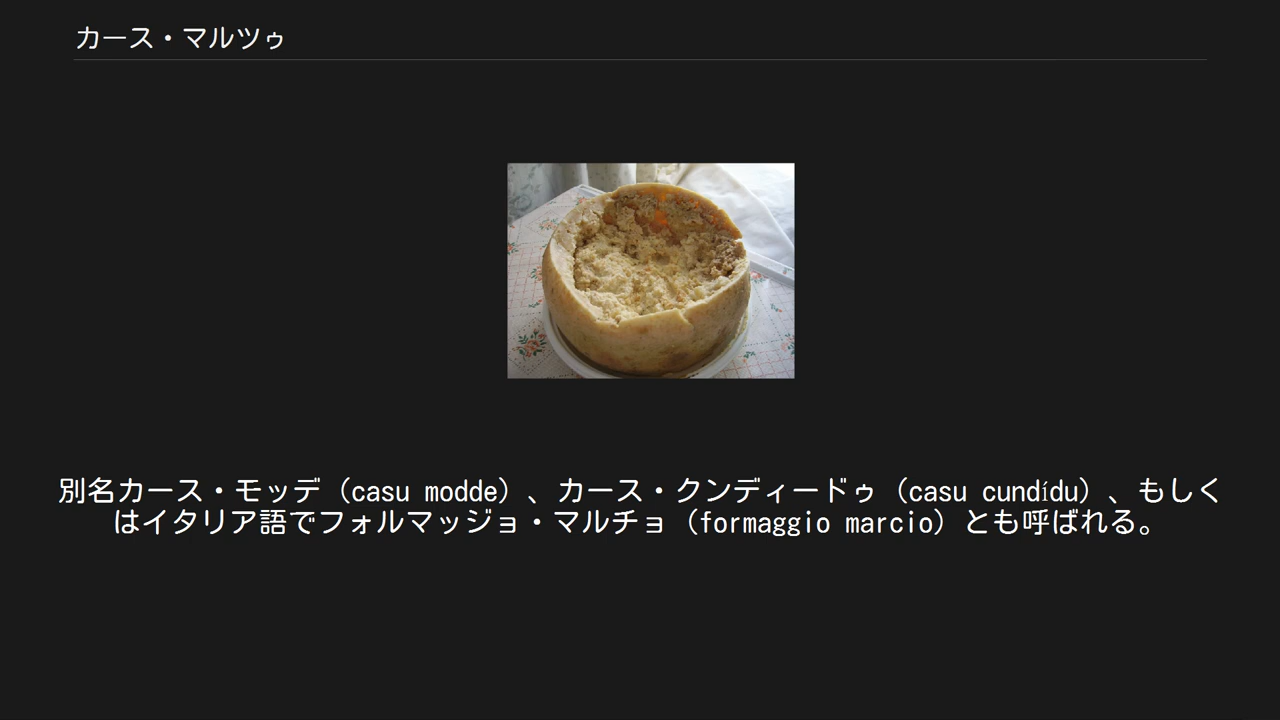 カース・マルツゥ
別名カース・モッデ（casu modde）、カース・クンディードゥ（casu cundídu）、もしく
はイタリア語でフォルマッジョ・マルチョ（formaggio marcio）とも呼ばれる。